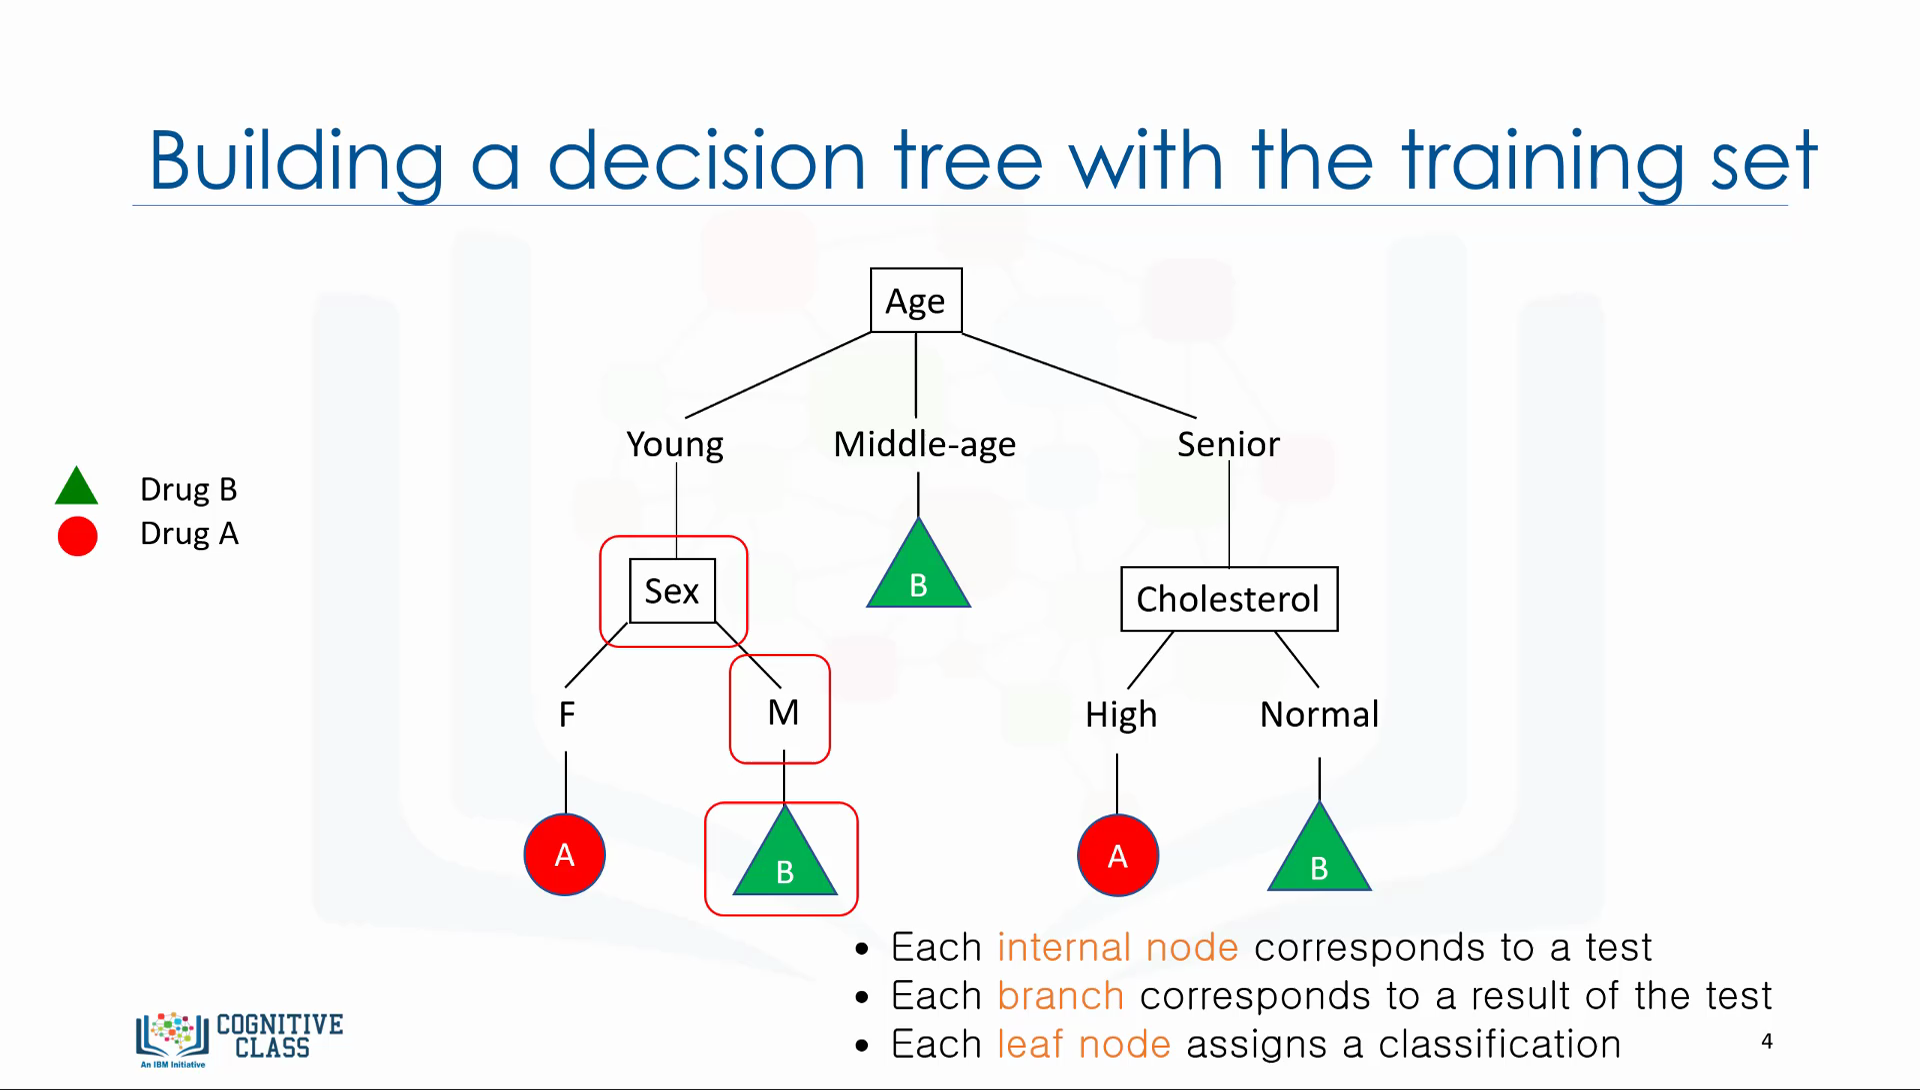 Building a decision tree with the training set
Age
Young
Middle-age
Senior
Drug B
Drug A
Sex
B
Cholesterol
F
M
High
Normal
A
B
A
B
• Each internal node corresponds to a test
• Each branch corresponds to a result of the test
• Each leaf node assigns a classification
COGNITIVE
CLASS
An IBM Initiative
4